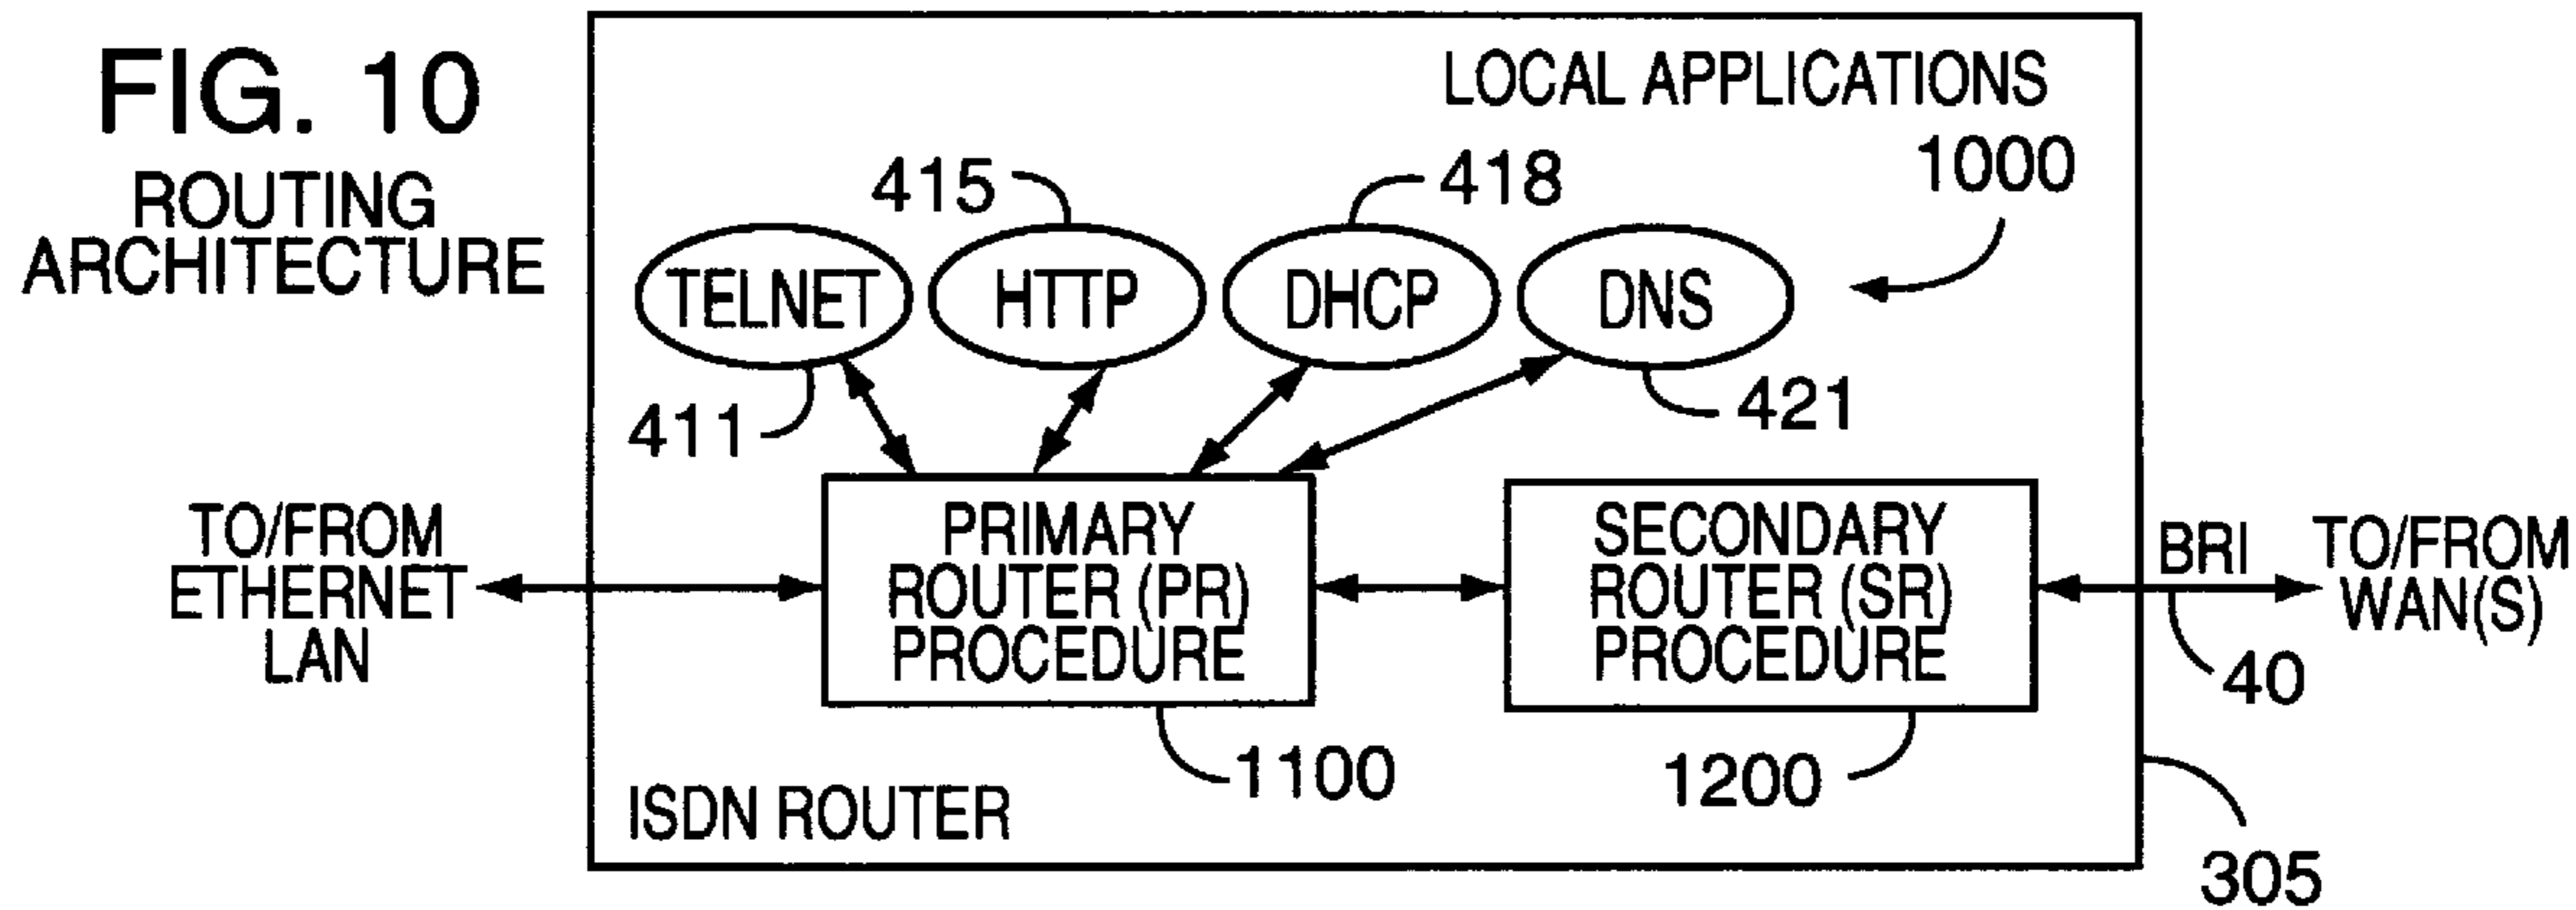 FIG. 10
ROUTING
ARCHITECTURE
LOCAL APPLICATIONS
1000
415
418
TELNET
HTTP
DHCP
DNS
411
421
TO/FROM
ETHERNET
LAN
PRIMARY
ROUTER (PR)
PROCEDURE
SECONDARY
ROUTER (SR)
PROCEDURE
BRI
TO/FROM
WAN(S)
40
1100
1200
ISDN ROUTER
305